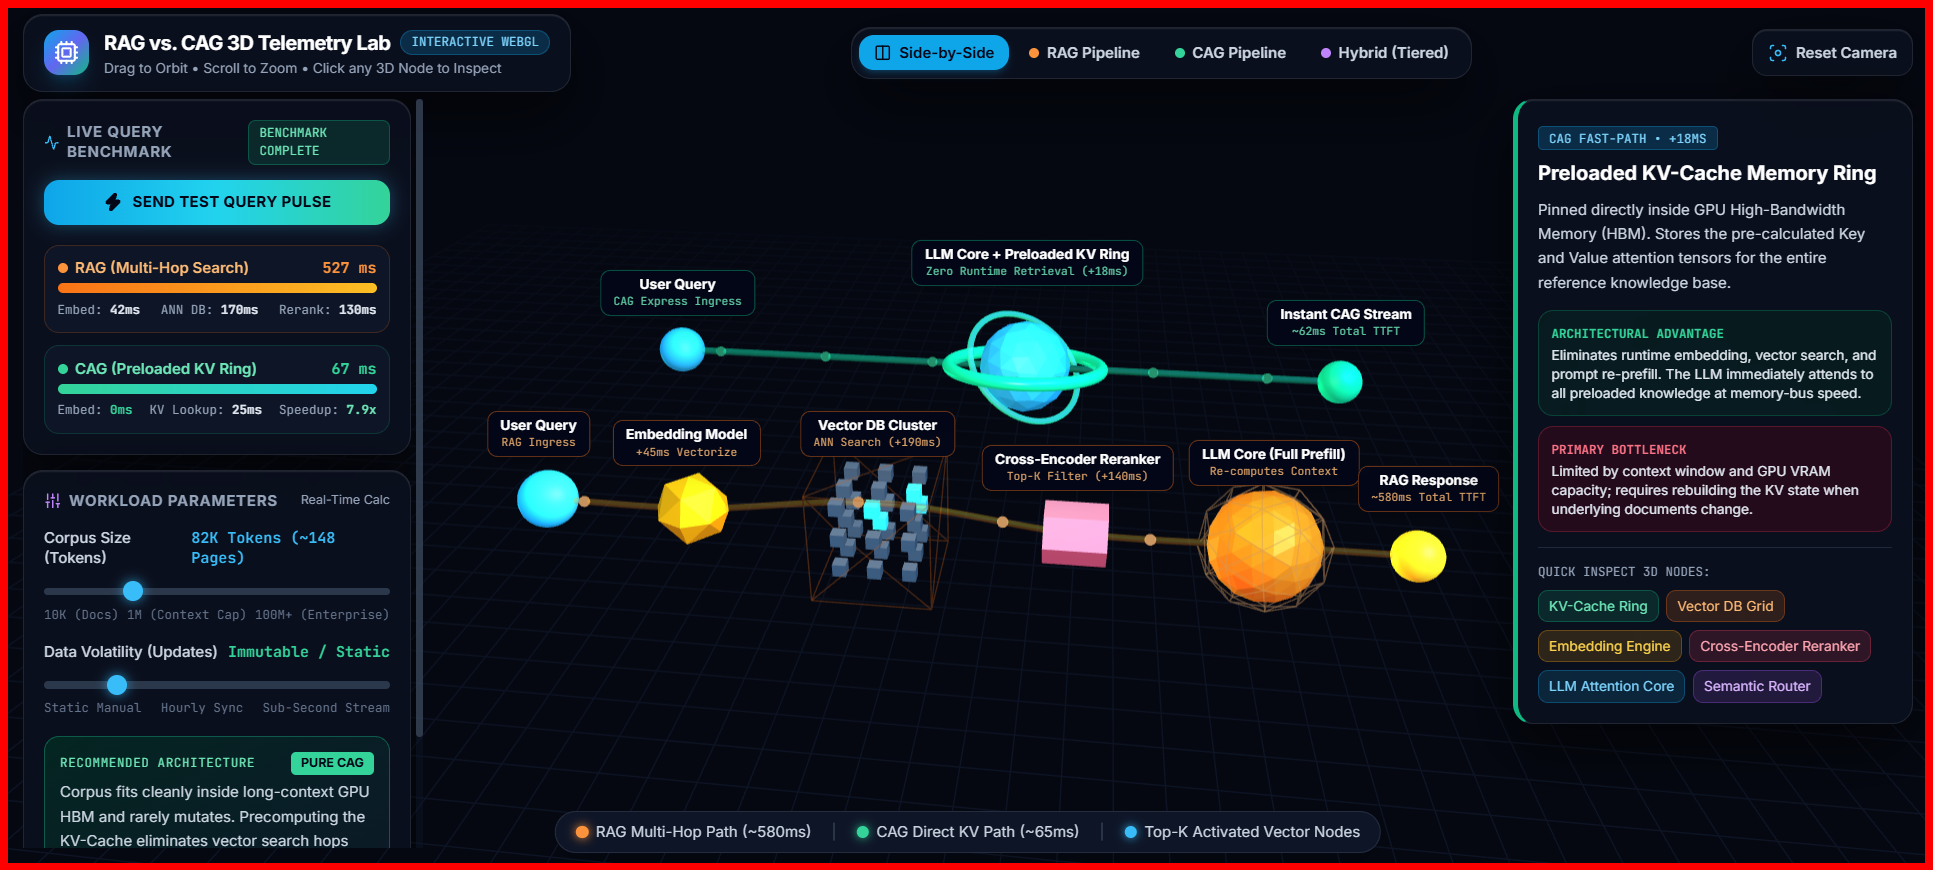 RAG vs. CAG 3D Telemetry Lab
INTERACTIVE WEBGL
Drag to Orbit • Scroll to Zoom • Click any 3D Node to Inspect
Side-by-Side
RAG Pipeline
CAG Pipeline
Hybrid (Tiered)
Reset Camera
LIVE QUERY
BENCHMARK
BENCHMARK
COMPLETE
SEND TEST QUERY PULSE
RAG (Multi-Hop Search) 527 ms
Embed: 42ms ANN DB: 170ms Rerank: 130ms
CAG (Preloaded KV Ring) 67 ms
Embed: 0ms KV Lookup: 25ms Speedup: 7.9x
WORKLOAD PARAMETERS Real-Time Calc
Corpus Size
(Tokens)
82K Tokens (~148
Pages)
10K (Docs) 1M (Context Cap) 100M+ (Enterprise)
Data Volatility (Updates) Immutable / Static
Static Manual Hourly Sync Sub-Second Stream
RECOMMENDED ARCHITECTURE PURE CAG
Corpus fits cleanly inside long-context GPU
HBM and rarely mutates. Precomputing the
KV-Cache eliminates vector search hops
User Query
CAG Express Ingress
LLM Core + Preloaded KV Ring
Zero Runtime Retrieval (+18ms)
Instant CAG Stream
~62ms Total TTFT
User Query
RAG Ingress
Embedding Model
+45ms Vectorize
Vector DB Cluster
ANN Search (+190ms)
Cross-Encoder Reranker
Top-K Filter (+140ms)
LLM Core (Full Prefill)
Re-computes Context
RAG Response
~580ms Total TTFT
RAG Multi-Hop Path (~580ms)
CAG Direct KV Path (~65ms)
Top-K Activated Vector Nodes
CAG FAST-PATH • +18MS
Preloaded KV-Cache Memory Ring
Pinned directly inside GPU High-Bandwidth
Memory (HBM). Stores the pre-calculated Key
and Value attention tensors for the entire
reference knowledge base.
ARCHITECTURAL ADVANTAGE
Eliminates runtime embedding, vector search, and
prompt re-prefill. The LLM immediately attends to
all preloaded knowledge at memory-bus speed.
PRIMARY BOTTLENECK
Limited by context window and GPU VRAM
capacity; requires rebuilding the KV state when
underlying documents change.
QUICK INSPECT 3D NODES:
KV-Cache Ring
Vector DB Grid
Embedding Engine
Cross-Encoder Reranker
LLM Attention Core
Semantic Router